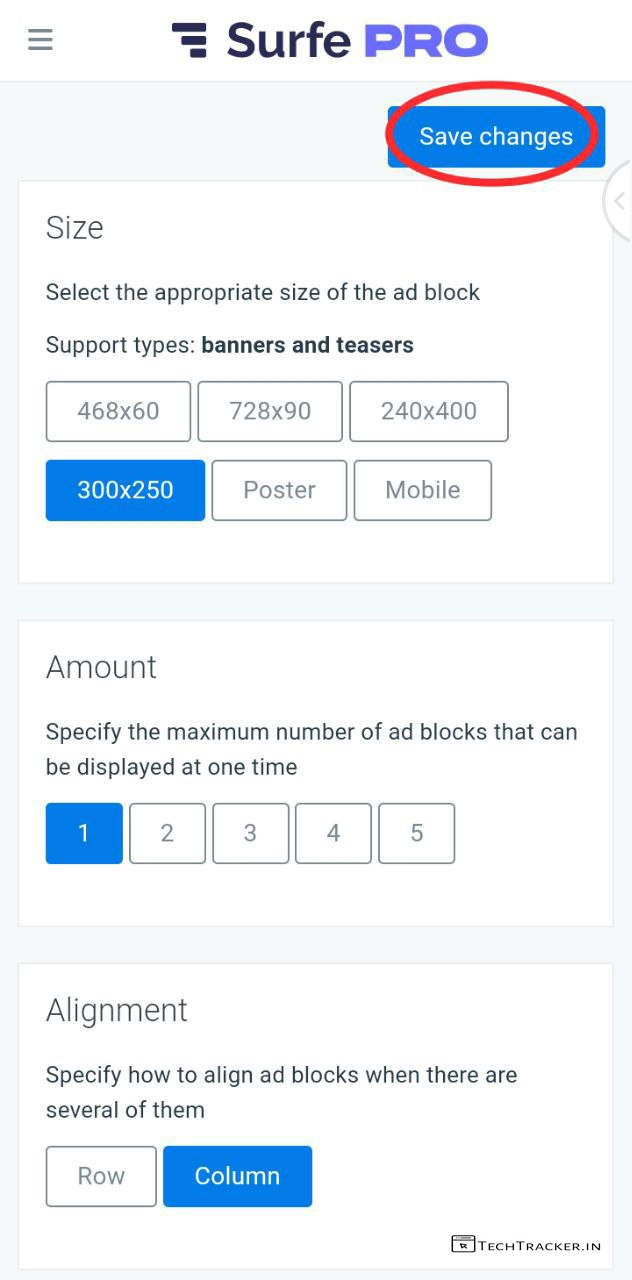 Surfe PRO
Save changes
Size
Select the appropriate size of the ad block
Support types: banners and teasers
468x60 728x90 240x400
300x250 Poster Mobile
Amount
Specify the maximum number of ad blocks that can
be displayed at one time
1 2 3 4 5
Alignment
Specify how to align ad blocks when there are
several of them
Row Column
TECHTRACKER.IN